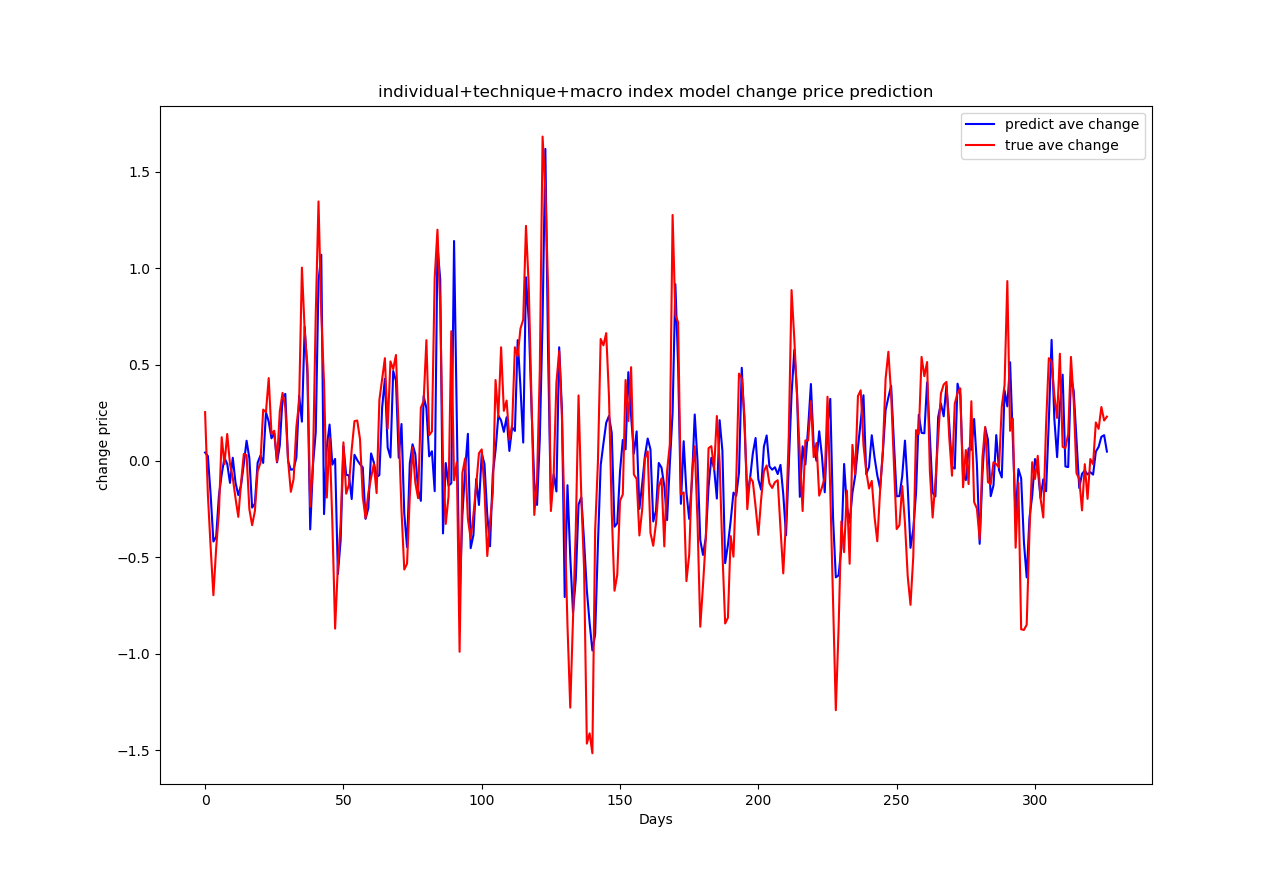 individual+technique+macro index model change price prediction
predict ave change
true ave change
change price
1.5
1.0
0.5
0.0
−0.5
−1.0
−1.5
0 50 100 150 200 250 300
Days